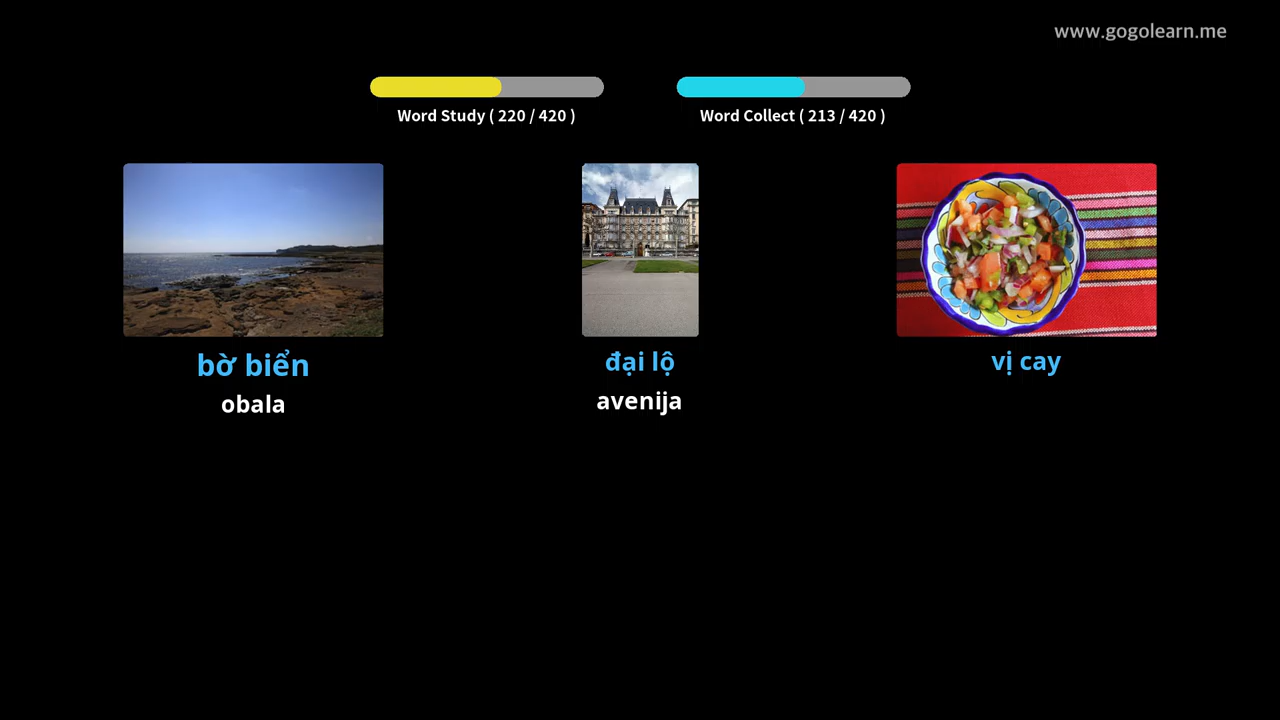 www.gogolearn.me
Word Study ( 220 / 420 )
Word Collect ( 213 / 420 )
bờ biển
obala
đại lộ
avenija
vị cay